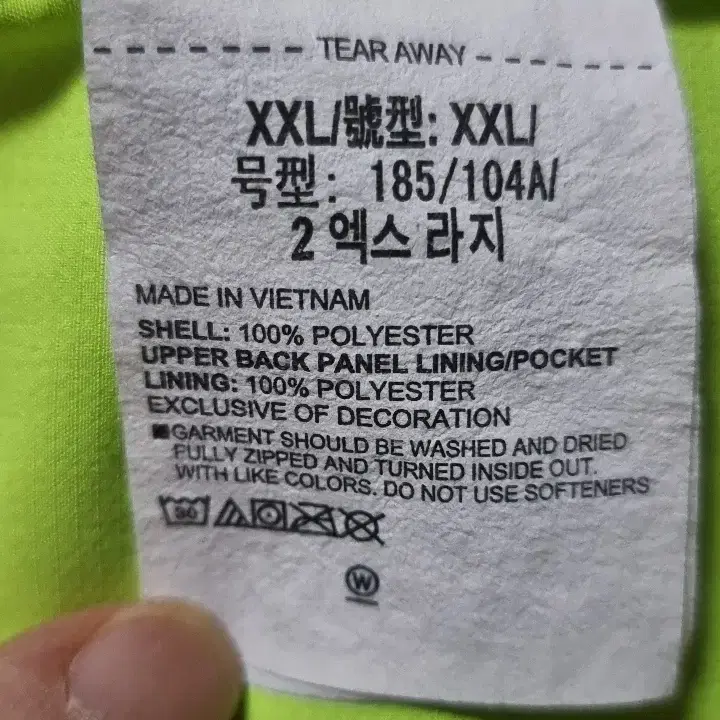 TEAR AWAY
XXL/號型: XXL/
号型: 185/104A/
2 엑스 라지
MADE IN VIETNAM
SHELL: 100% POLYESTER
UPPER BACK PANEL LINING/POCKET
LINING: 100% POLYESTER
EXCLUSIVE OF DECORATION
■GARMENT SHOULD BE WASHED AND DRIED
FULLY ZIPPED AND TURNED INSIDE OUT.
WITH LIKE COLORS. DO NOT USE SOFTENERS
30
W